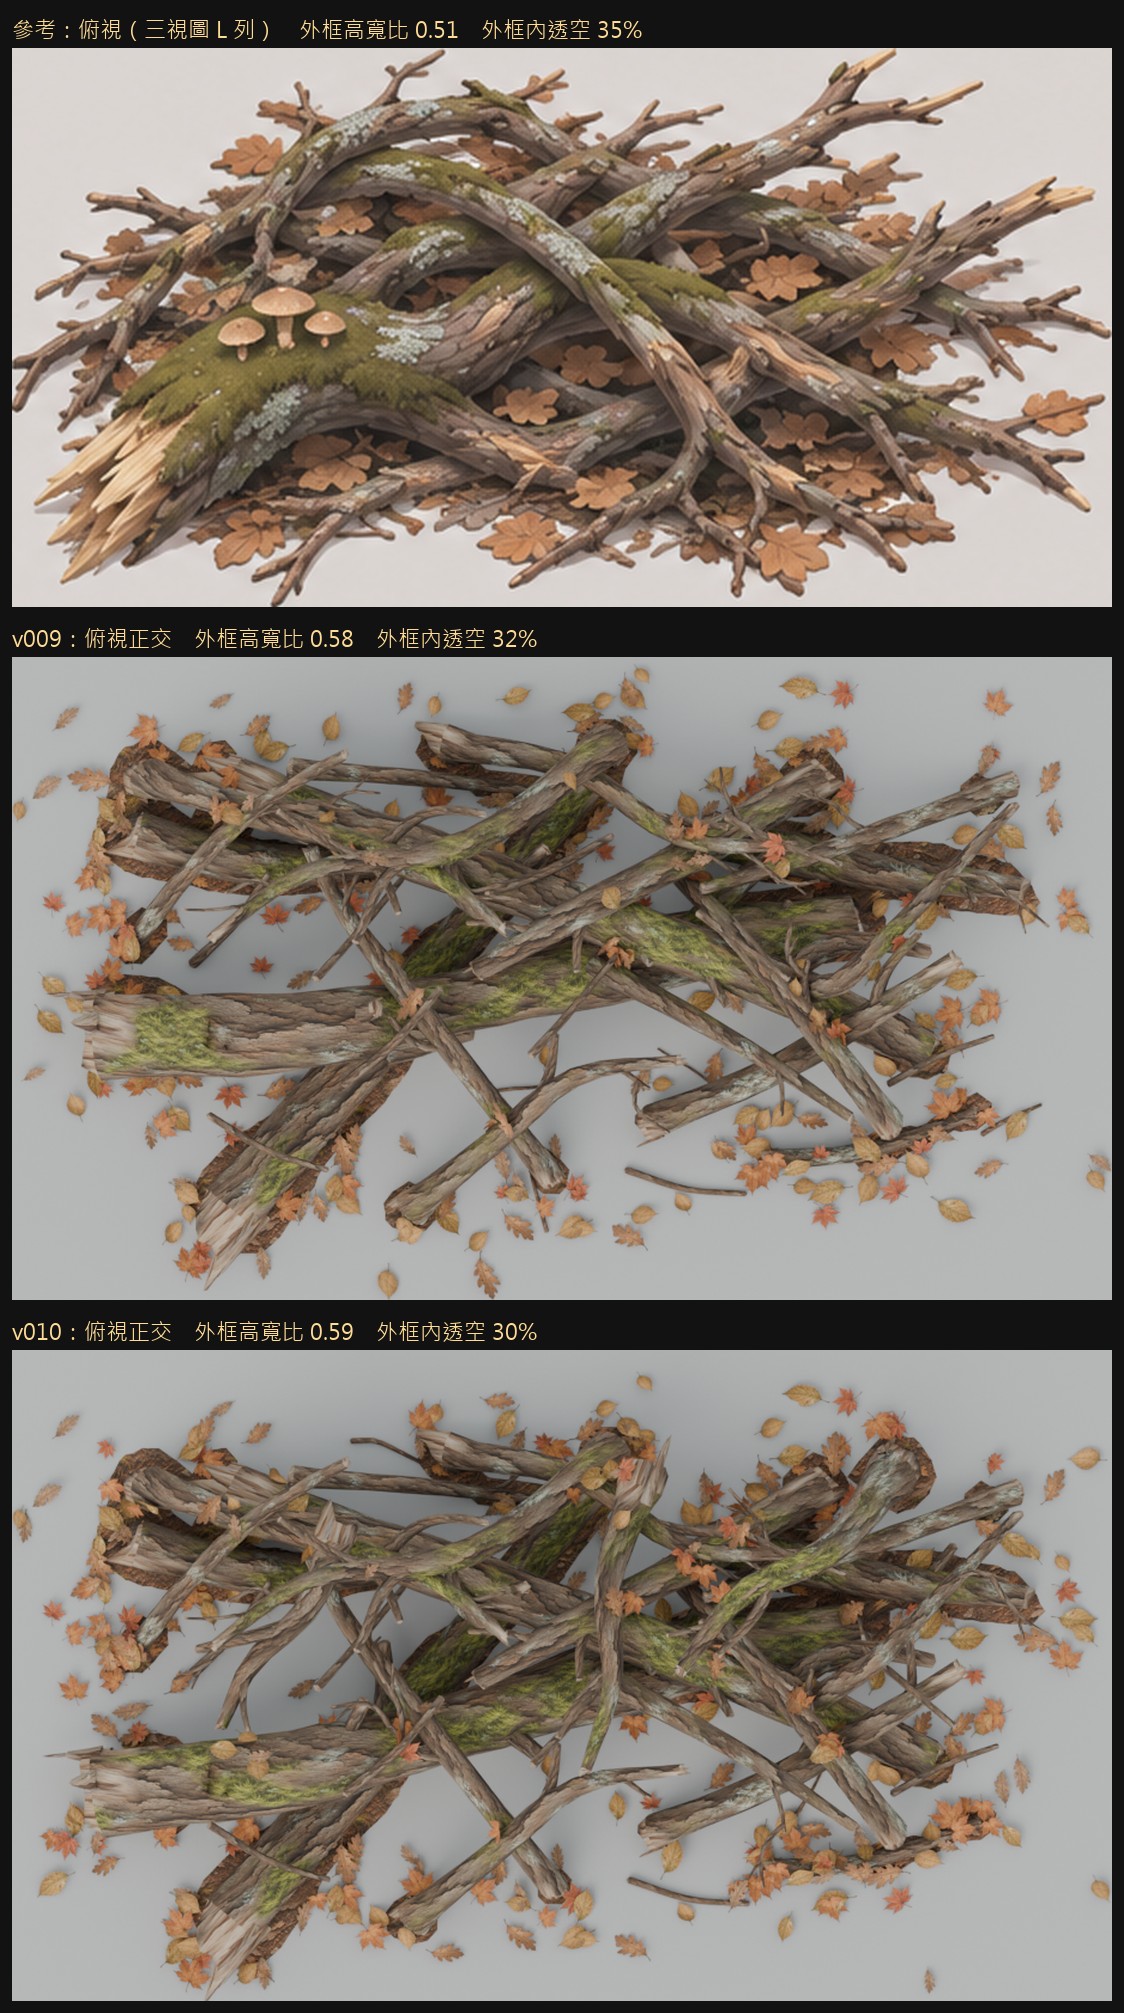 參考：俯視（三視圖 L 列） 外框高寬比 0.51 外框內透空 35%
v009：俯視正交 外框高寬比 0.58 外框內透空 32%
v010：俯視正交 外框高寬比 0.59 外框內透空 30%